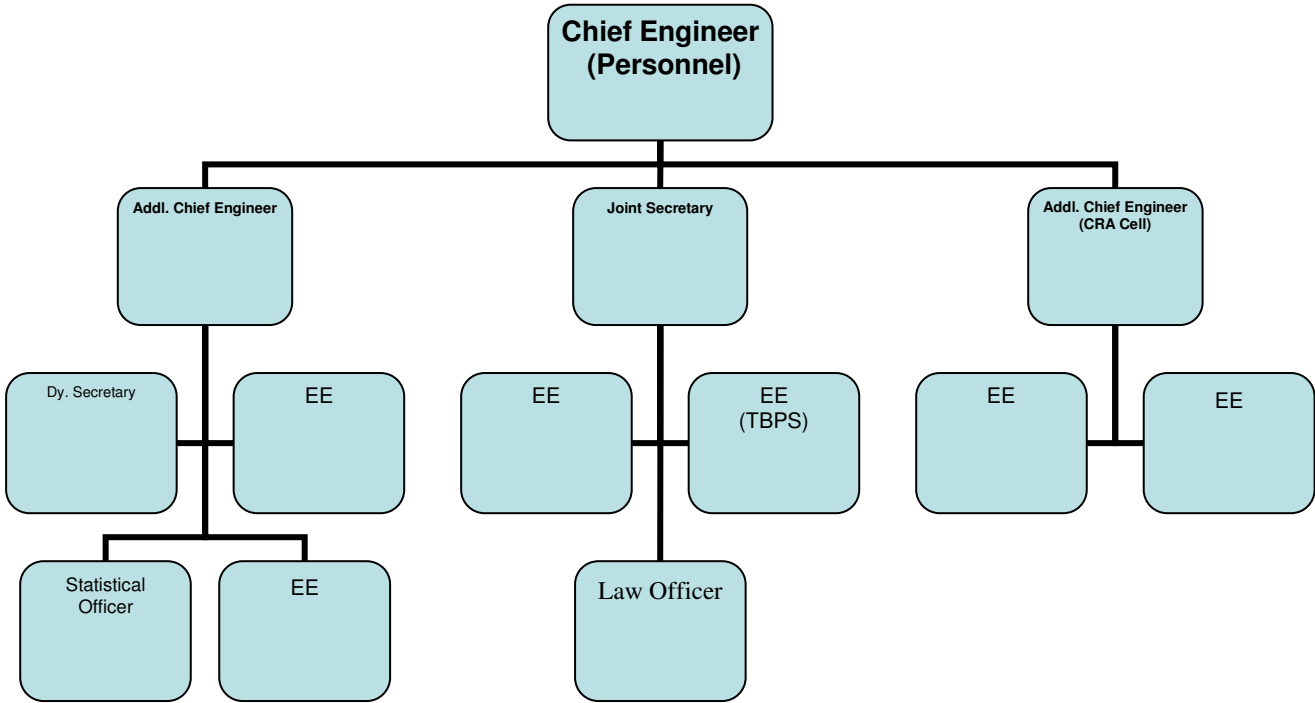 Chief Engineer
(Personnel)
Addl. Chief Engineer
Joint Secretary
Addl. Chief Engineer
(CRA Cell)
Dy. Secretary
EE
EE
EE
(TBPS)
EE
EE
Statistical
Officer
EE
Law Officer